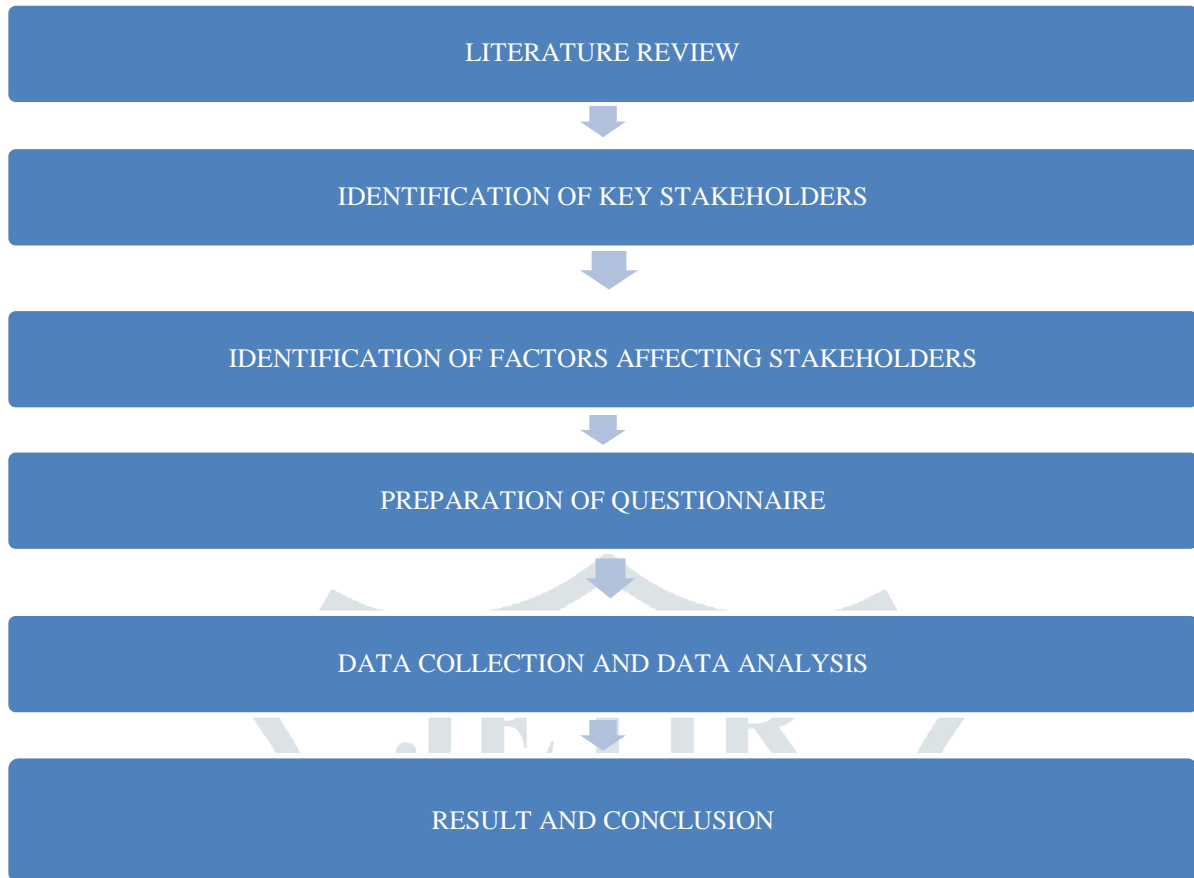 LITERATURE REVIEW
IDENTIFICATION OF KEY STAKEHOLDERS
IDENTIFICATION OF FACTORS AFFECTING STAKEHOLDERS
PREPARATION OF QUESTIONNAIRE
DATA COLLECTION AND DATA ANALYSIS
JETIR
RESULT AND CONCLUSION